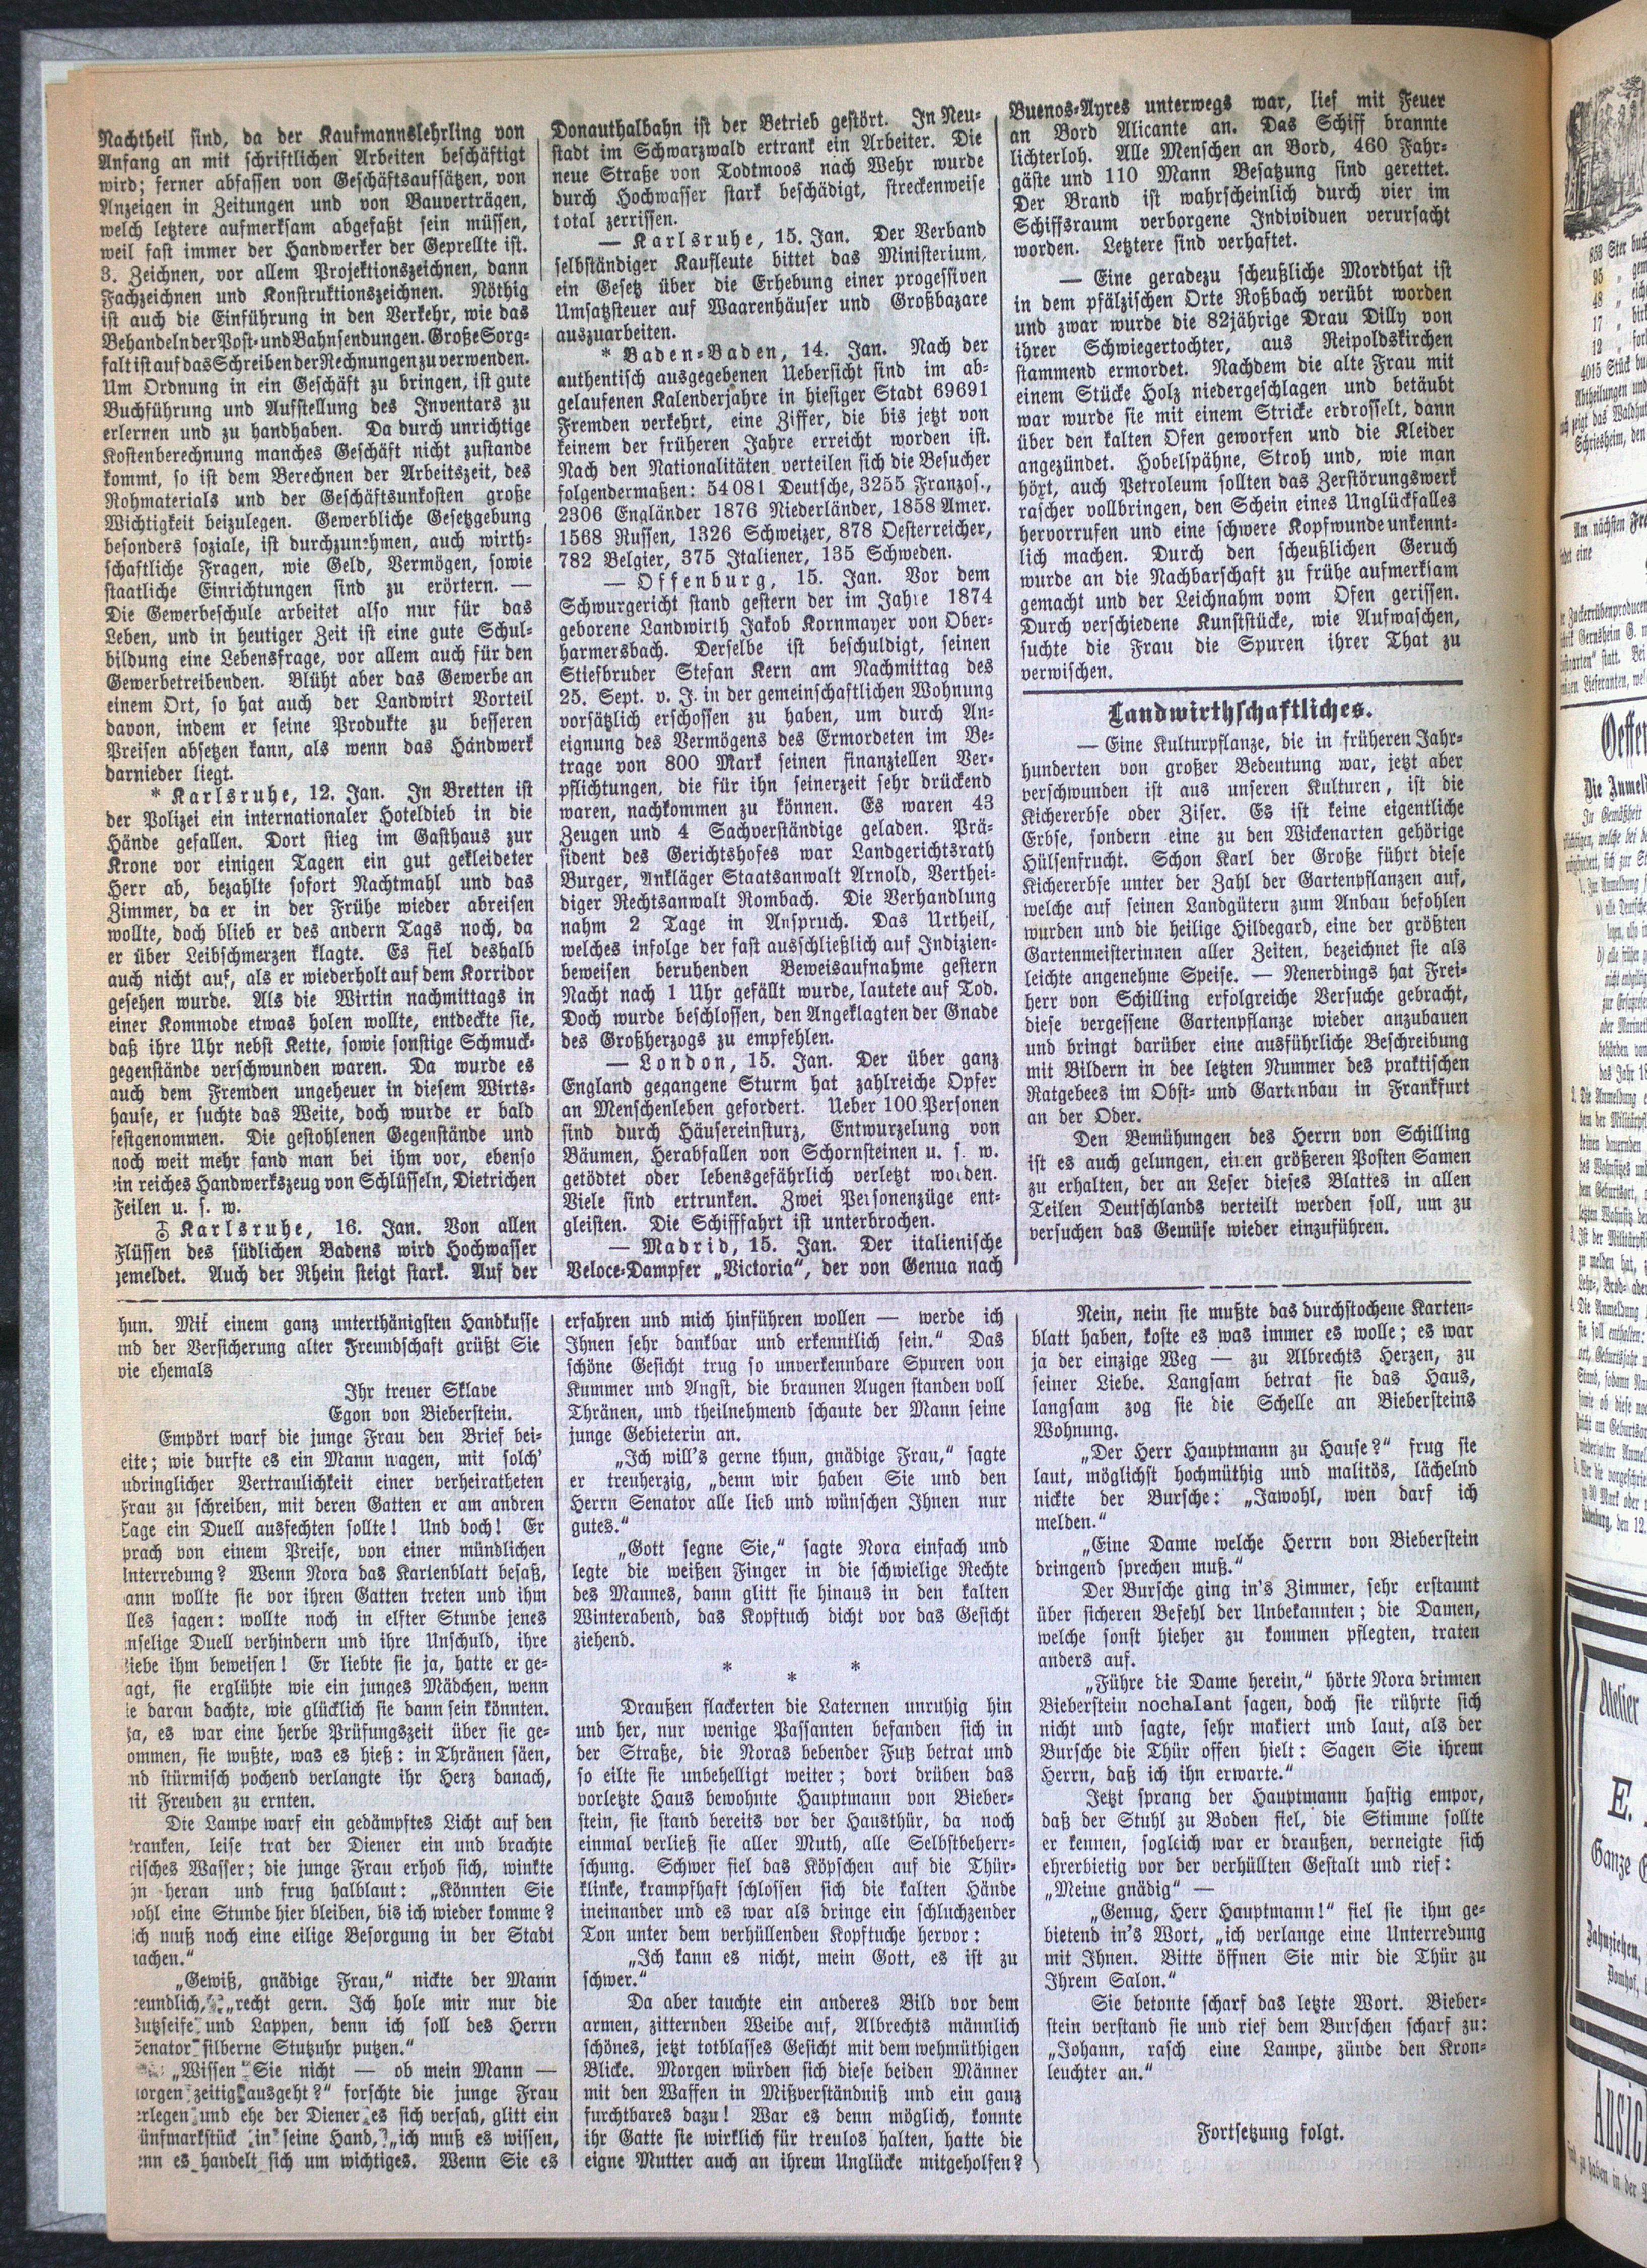 Nachtheil sind, da der Kaufmannslehrling von
Anfang an mit schriftlichen Arbeiten beschäftigt
wird; ferner abfassen von Geschäftsaufsätzen, von
Anzeigen in Zeitungen und von Bauverträgen,
welch letztere aufmerksam abgefaßt sein müssen,
weil fast immer der Handwerker der Geprellte ist.
3. Zeichnen, vor allem Projektionszeichnen, dann
Fachzeichnen und Konstruktionszeichnen. Nöthig
ist auch die Einführung in den Verkehr, wie das
Behandeln der Post- und Bahnsendungen. Große Sorg-
falt ist auf das Schreiben der Rechnungen zu verwenden.
Um Ordnung in ein Geschäft zu bringen, ist gute
Buchführung und Aufstellung des Inventars zu
erlernen und zu handhaben. Da durch unrichtige
Kostenberechnung manches Geschäft nicht zustande
kommt, so ist dem Berechnen der Arbeitszeit, des
Rohmaterials und der Geschäftsunkosten große
Wichtigkeit beizulegen. Gewerbliche Gesetzgebung
besonders soziale, ist durchzunehmen, auch wirth-
schaftliche Fragen, wie Geld, Vermögen, sowie
staatliche Einrichtungen sind zu erörtern. —
Die Gewerbeschule arbeitet also nur für das
Leben, und in heutiger Zeit ist eine gute Schul-
bildung eine Lebensfrage, vor allem auch für den
Gewerbetreibenden. Blüht aber das Gewerbe an
einem Ort, so hat auch der Landwirt Vorteil
davon, indem er seine Produkte zu besseren
Preisen absetzen kann, als wenn das Handwerk
darnieder liegt.
* Karlsruhe, 12. Jan. In Bretten ist
der Polizei ein internationaler Hoteldieb in die
Hände gefallen. Dort stieg im Gasthaus zur
Krone vor einigen Tagen ein gut gekleideter
Herr ab, bezahlte sofort Nachtmahl und das
Zimmer, da er in der Frühe wieder abreisen
wollte, doch blieb er des andern Tags noch, da
er über Leibschmerzen klagte. Es fiel deshalb
auch nicht auf, als er wiederholt auf dem Korridor
gesehen wurde. Als die Wirtin nachmittags in
einer Kommode etwas holen wollte, entdeckte sie,
daß ihre Uhr nebst Kette, sowie sonstige Schmuck-
gegenstände verschwunden waren. Da wurde es
auch dem Fremden ungeheuer in diesem Wirts-
hause, er suchte das Weite, doch wurde er bald
festgenommen. Die gestohlenen Gegenstände und
noch weit mehr fand man bei ihm vor, ebenso
ein reiches Handwerkszeug von Schlüsseln, Dietrichen
Feilen u. s. w.
Karlsruhe, 16. Jan. Von allen
Flüssen des südlichen Badens wird Hochwasser
gemeldet. Auch der Rhein steigt stark. Auf der
Donauthalbahn ist der Betrieb gestört. In Neu-
stadt im Schwarzwald ertrank ein Arbeiter. Die
neue Straße von Todtmoos nach Wehr wurde
durch Hochwasser stark beschädigt, streckenweise
total zerrissen.
— Karlsruhe, 15. Jan. Der Verband
selbständiger Kaufleute bittet das Ministerium,
ein Gesetz über die Erhebung einer progessiven
Umsatzsteuer auf Waarenhäuser und Großbazare
auszuarbeiten.
* Baden-Baden, 14. Jan. Nach der
authentisch ausgegebenen Uebersicht sind im ab-
gelaufenen Kalenderjahre in hiesiger Stadt 69691
Fremden verkehrt, eine Ziffer, die bis jetzt von
keinem der früheren Jahre erreicht worden ist.
Nach den Nationalitäten verteilen sich die Besucher
folgendermaßen: 54081 Deutsche, 3255 Franzos.,
2306 Engländer 1876 Niederländer, 1858 Amer.
1568 Russen, 1326 Schweizer, 878 Oesterreicher,
782 Belgier, 375 Italiener, 135 Schweden.
— Offenburg, 15. Jan. Vor dem
Schwurgericht stand gestern der im Jahre 1874
geborene Landwirth Jakob Kornmayer von Ober-
harmersbach. Derselbe ist beschuldigt, seinen
Stiefbruder Stefan Kern am Nachmittag des
25. Sept. v. J. in der gemeinschaftlichen Wohnung
vorsätzlich erschossen zu haben, um durch An-
eignung des Vermögens des Ermordeten im Be-
trage von 800 Mark seinen finanziellen Ver-
pflichtungen, die für ihn seinerzeit sehr drückend
waren, nachkommen zu können. Es waren 43
Zeugen und 4 Sachverständige geladen. Prä-
sident des Gerichtshofes war Landgerichtsrath
Burger, Ankläger Staatsanwalt Arnold, Verthei-
diger Rechtsanwalt Rombach. Die Verhandlung
nahm 2 Tage in Anspruch. Das Urtheil,
welches infolge der fast ausschließlich auf Indizien-
beweisen beruhenden Beweisaufnahme gestern
Nacht nach 1 Uhr gefällt wurde, lautete auf Tod.
Doch wurde beschlossen, den Angeklagten der Gnade
des Großherzogs zu empfehlen.
— London, 15. Jan. Der über ganz
England gegangene Sturm hat zahlreiche Opfer
an Menschenleben gefordert. Ueber 100 Personen
sind durch Häusereinsturz, Entwurzelung von
Bäumen, Herabfallen von Schornsteinen u. s. w.
getödtet oder lebensgefährlich verletzt worden.
Viele sind ertrunken. Zwei Personenzüge ent-
gleisten. Die Schifffahrt ist unterbrochen.
— Madrid, 15. Jan. Der italienische
Veloce-Dampfer „Victoria“, der von Genua nach
Buenos-Ayres unterwegs war, lief mit Feuer
an Bord Alicante an. Das Schiff brannte
lichterloh. Alle Menschen an Bord, 460 Fahr-
gäste und 110 Mann Besatzung sind gerettet.
Der Brand ist wahrscheinlich durch vier im
Schiffsraum verborgene Individuen verursacht
worden. Letztere sind verhaftet.
— Eine geradezu scheußliche Mordthat ist
in dem pfälzischen Orte Roßbach verübt worden
und zwar wurde die 82jährige Drau Dilly von
ihrer Schwiegertochter, aus Reipoldskirchen
stammend ermordet. Nachdem die alte Frau mit
einem Stücke Holz niedergeschlagen und betäubt
war wurde sie mit einem Stricke erdrosselt, dann
über den kalten Ofen geworfen und die Kleider
angezündet. Hobelspähne, Stroh und, wie man
hört, auch Petroleum sollten das Zerstörungswerk
rascher vollbringen, den Schein eines Unglücksfalles
hervorrufen und eine schwere Kopfwunde unkennt-
lich machen. Durch den scheußlichen Geruch
wurde an die Nachbarschaft zu frühe aufmerksam
gemacht und der Leichnahm vom Ofen gerissen.
Durch verschiedene Kunststücke, wie Aufwaschen,
suchte die Frau die Spuren ihrer That zu
verwischen.
Landwirthschaftliches.
— Eine Kulturpflanze, die in früheren Jahr-
hunderten von großer Bedeutung war, jetzt aber
verschwunden ist aus unseren Kulturen, ist die
Kichererbse oder Ziser. Es ist keine eigentliche
Erbse, sondern eine zu den Wickenarten gehörige
Hülsenfrucht. Schon Karl der Große führt diese
Kichererbse unter der Zahl der Gartenpflanzen auf,
welche auf seinen Landgütern zum Anbau befohlen
wurden und die heilige Hildegard, eine der größten
Gartenmeisterinnen aller Zeiten, bezeichnet sie als
leichte angenehme Speise. — Nenerdings hat Frei-
herr von Schilling erfolgreiche Versuche gebracht,
diese vergessene Gartenpflanze wieder anzubauen
und bringt darüber eine ausführliche Beschreibung
mit Bildern in dee letzten Nummer des praktischen
Ratgebees im Obst- und Gartenbau in Frankfurt
an der Oder.
Den Bemühungen des Herrn von Schilling
ist es auch gelungen, einen größeren Posten Samen
zu erhalten, der an Leser dieses Blattes in allen
Teilen Deutschlands verteilt werden soll, um zu
versuchen das Gemüse wieder einzuführen.
hun. Mit einem ganz unterthänigsten Handkusse
und der Versicherung alter Freundschaft grüßt Sie
wie ehemals
Ihr treuer Sklave
Egon von Bieberstein.
Empört warf die junge Frau den Brief bei-
eite; wie durfte es ein Mann wagen, mit solch'
udringlicher Vertraulichkeit einer verheiratheten
Frau zu schreiben, mit deren Gatten er am andren
Tage ein Duell ausfechten sollte! Und doch! Er
prach von einem Preise, von einer mündlichen
Unterredung? Wenn Nora das Kartenblatt besaß,
ann wollte sie vor ihren Gatten treten und ihm
lles sagen: wollte noch in elfter Stunde jenes
nselige Duell verhindern und ihre Unschuld, ihre
Liebe ihm beweisen! Er liebte sie ja, hatte er ge-
agt, sie erglühte wie ein junges Mädchen, wenn
ie daran dachte, wie glücklich sie dann sein könnten.
Ja, es war eine herbe Prüfungszeit über sie ge-
ommen, sie wußte, was es hieß: in Thränen säen,
nd stürmisch pochend verlangte ihr Herz danach,
nit Freuden zu ernten.
Die Lampe warf ein gedämpftes Licht auf den
ranken, leise trat der Diener ein und brachte
risches Wasser; die junge Frau erhob sich, winkte
hn heran und frug halblaut: „Könnten Sie
wohl eine Stunde hier bleiben, bis ich wieder komme?
ich muß noch eine eilige Besorgung in der Stadt
achen.“
„Gewiß, gnädige Frau,“ nickte der Mann
reundlich, „recht gern. Ich hole mir nur die
Putzseife und Lappen, denn ich soll des Herrn
Senator silberne Stutzuhr putzen.“
„Wissen Sie nicht — ob mein Mann —
orgen zeitig ausgeht?“ forschte die junge Frau
erlegen und ehe der Diener es sich versah, glitt ein
ünfmarkstück in seine Hand, „ich muß es wissen,
enn es handelt sich um wichtiges. Wenn Sie es
erfahren und mich hinführen wollen — werde ich
Ihnen sehr dankbar und erkenntlich sein.“ Das
schöne Gesicht trug so unverkennbare Spuren von
Kummer und Angst, die braunen Augen standen voll
Thränen, und theilnehmend schaute der Mann seine
junge Gebieterin an.
„Ich will's gerne thun, gnädige Frau,“ sagte
er treuherzig, „denn wir haben Sie und den
Herrn Senator alle lieb und wünschen Ihnen nur
gutes.“
„Gott segne Sie,“ sagte Nora einfach und
legte die weißen Finger in die schwielige Rechte
des Mannes, dann glitt sie hinaus in den kalten
Winterabend, das Kopftuch dicht vor das Gesicht
ziehend.
* * *
Draußen flackerten die Laternen unruhig hin
und her, nur wenige Passanten befanden sich in
der Straße, die Noras bebender Fuß betrat und
so eilte sie unbehelligt weiter; dort drüben das
vorletzte Haus bewohnte Hauptmann von Bieber-
stein, sie stand bereits vor der Hausthür, da noch
einmal verließ sie aller Muth, alle Selbstbeherr-
schung. Schwer fiel das Köpfchen auf die Thür-
klinke, krampfhaft schlossen sich die kalten Hände
ineinander und es war als dringe ein schluchzender
Ton unter dem verhüllenden Kopftuche hervor:
„Ich kann es nicht, mein Gott, es ist zu
schwer.“
Da aber tauchte ein anderes Bild vor dem
armen, zitternden Weibe auf, Albrechts männlich
schönes, jetzt totblasses Gesicht mit dem wehmüthigen
Blicke. Morgen würden sich diese beiden Männer
mit den Waffen in Mißverständniß und ein ganz
furchtbares dazu! War es denn möglich, konnte
ihr Gatte sie wirklich für treulos halten, hatte die
eigne Mutter auch an ihrem Unglücke mitgeholfen?
Nein, nein sie mußte das durchstochene Karten-
blatt haben, koste es was immer es wolle; es war
ja der einzige Weg — zu Albrechts Herzen, zu
seiner Liebe. Langsam betrat sie das Haus,
langsam zog sie die Schelle an Biebersteins
Wohnung.
„Der Herr Hauptmann zu Hause?“ frug sie
laut, möglichst hochmüthig und malitös, lächelnd
nickte der Bursche: „Jawohl, wen darf ich
melden.“
„Eine Dame welche Herrn von Bieberstein
dringend sprechen muß.“
Der Bursche ging in's Zimmer, sehr erstaunt
über sicheren Befehl der Unbekannten; die Damen,
welche sonst hieher zu kommen pflegten, traten
anders auf.
„Führe die Dame herein,“ hörte Nora drinnen
Bieberstein nochalant sagen, doch sie rührte sich
nicht und sagte, sehr makiert und laut, als der
Bursche die Thür offen hielt: Sagen Sie ihrem
Herrn, daß ich ihn erwarte.“
Jetzt sprang der Hauptmann hastig empor,
daß der Stuhl zu Boden fiel, die Stimme sollte
er kennen, sogleich war er draußen, verneigte sich
ehrerbietig vor der verhüllten Gestalt und rief:
„Meine gnädig“ —
„Genug, Herr Hauptmann!“ fiel sie ihm ge-
bietend in's Wort, „ich verlange eine Unterredung
mit Ihnen. Bitte öffnen Sie mir die Thür zu
Ihrem Salon.“
Sie betonte scharf das letzte Wort. Bieber-
stein verstand sie und rief dem Burschen scharf zu:
„Johann, rasch eine Lampe, zünde den Kron-
leuchter an.“
Fortsetzung folgt.
4015 Stück
Schriesheim, den
Am nächsten
Die
E.
Ganze
Zahnziehen,